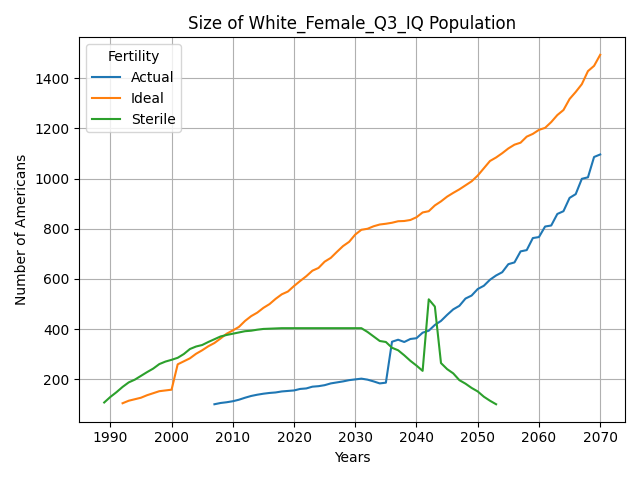 Size of White_Female_Q3_IQ Population
Fertility
Actual
Ideal
Sterile
Number of Americans
1400
1200
1000
800
600
400
200
1990 2000 2010 2020 2030 2040 2050 2060 2070
Years